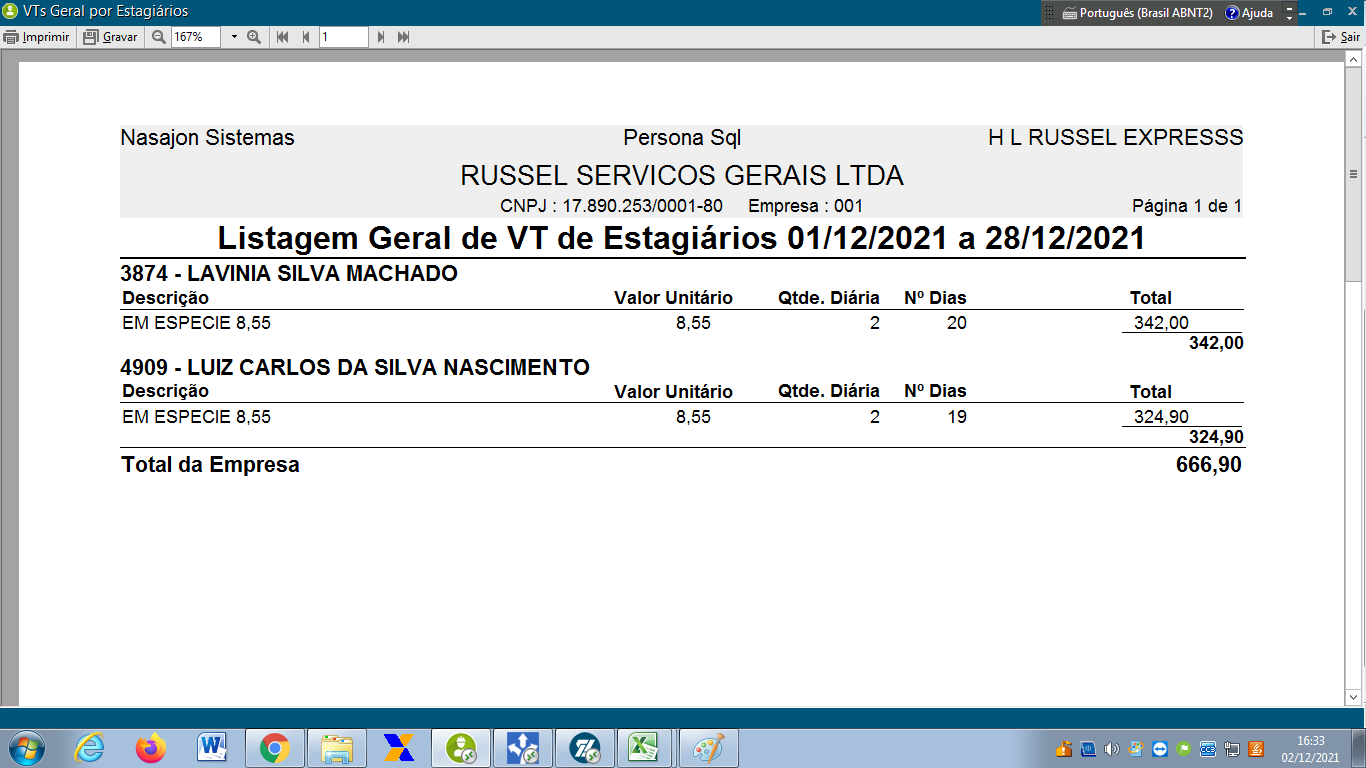 VTs Geral por Estagiários
Português (Brasil ABNT2) Ajuda
Imprimir Gravar 167% 1 Sair
Nasajon Sistemas Persona Sql H L RUSSEL EXPRESSS
RUSSEL SERVICOS GERAIS LTDA
CNPJ : 17.890.253/0001-80 Empresa : 001 Página 1 de 1
Listagem Geral de VT de Estagiários 01/12/2021 a 28/12/2021
3874 - LAVINIA SILVA MACHADO
Descrição Valor Unitário Qtde. Diária Nº Dias Total
EM ESPECIE 8,55 8,55 2 20 342,00
342,00
4909 - LUIZ CARLOS DA SILVA NASCIMENTO
Descrição Valor Unitário Qtde. Diária Nº Dias Total
EM ESPECIE 8,55 8,55 2 19 324,90
324,90
Total da Empresa 666,90
16:33
02/12/2021